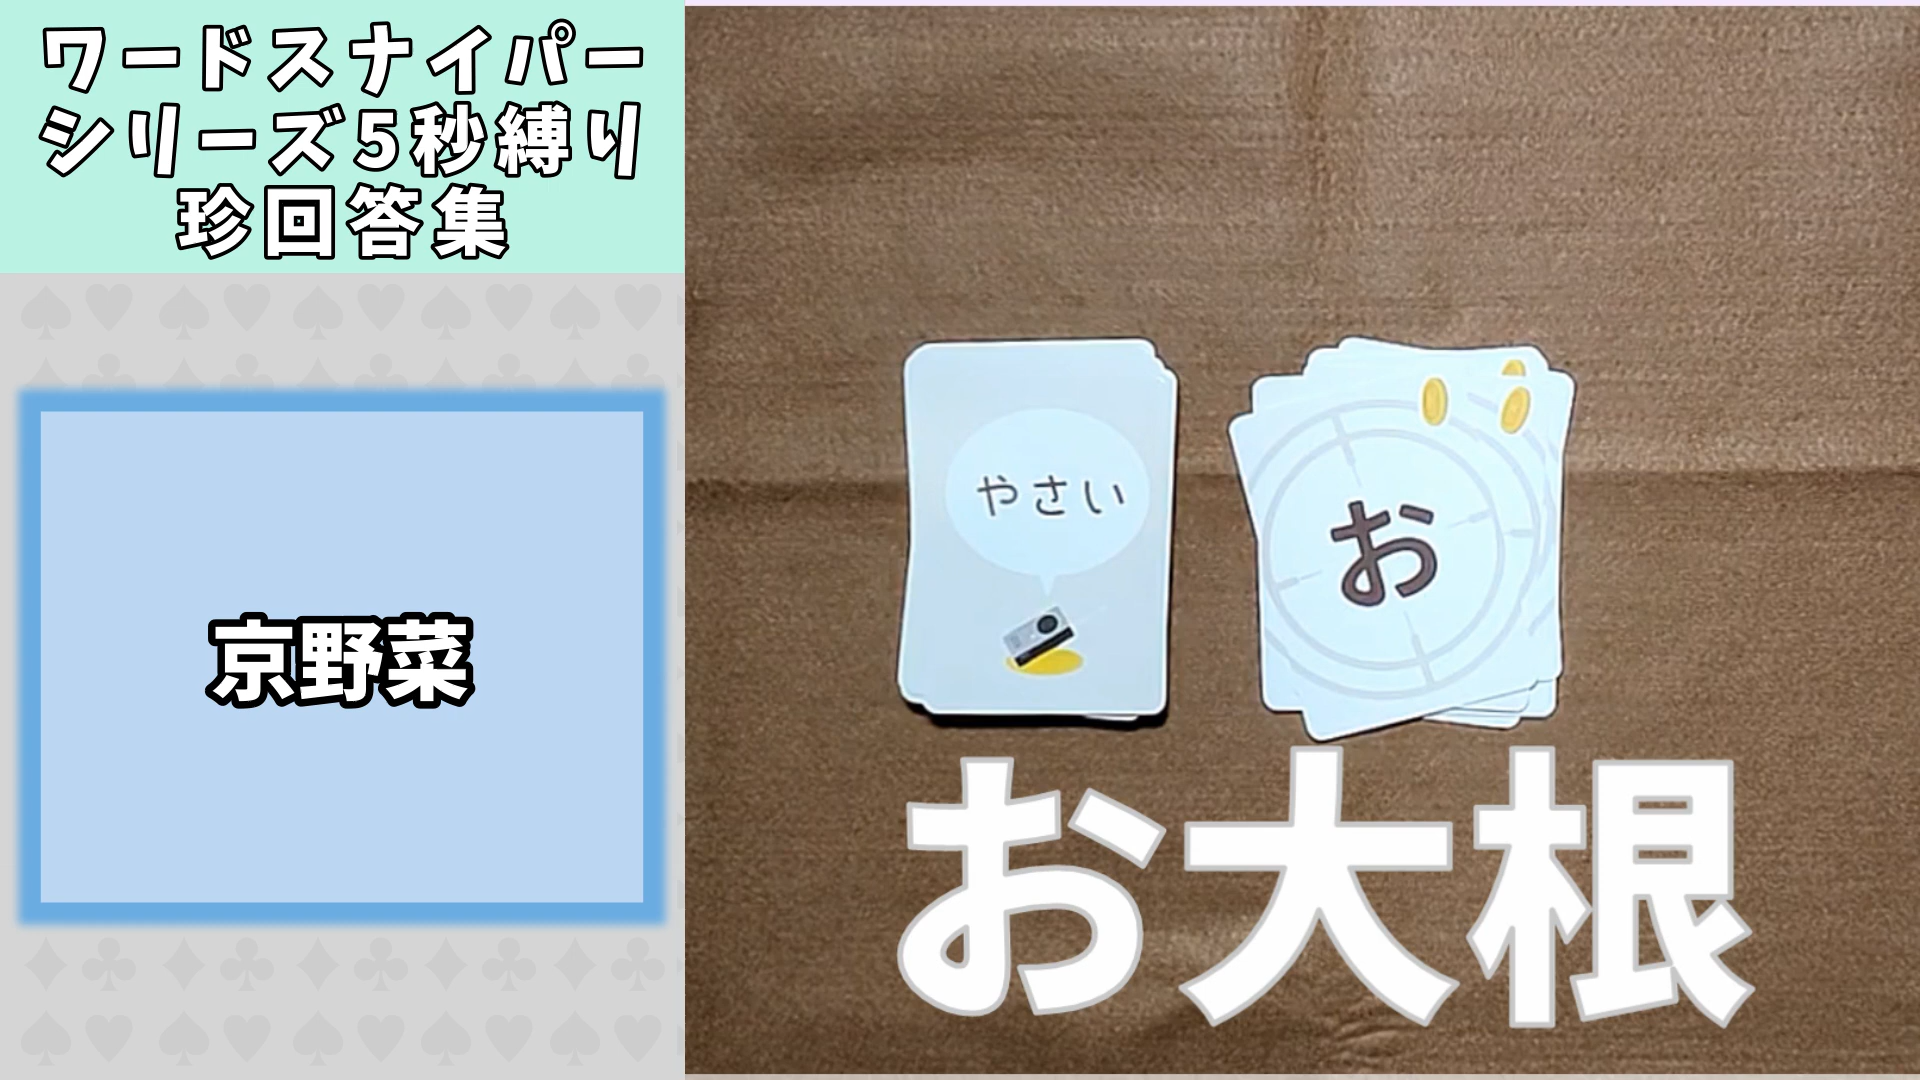 ワードスナイパー
シリーズ5秒縛り
珍回答集
京野菜
やさい
お
お大根